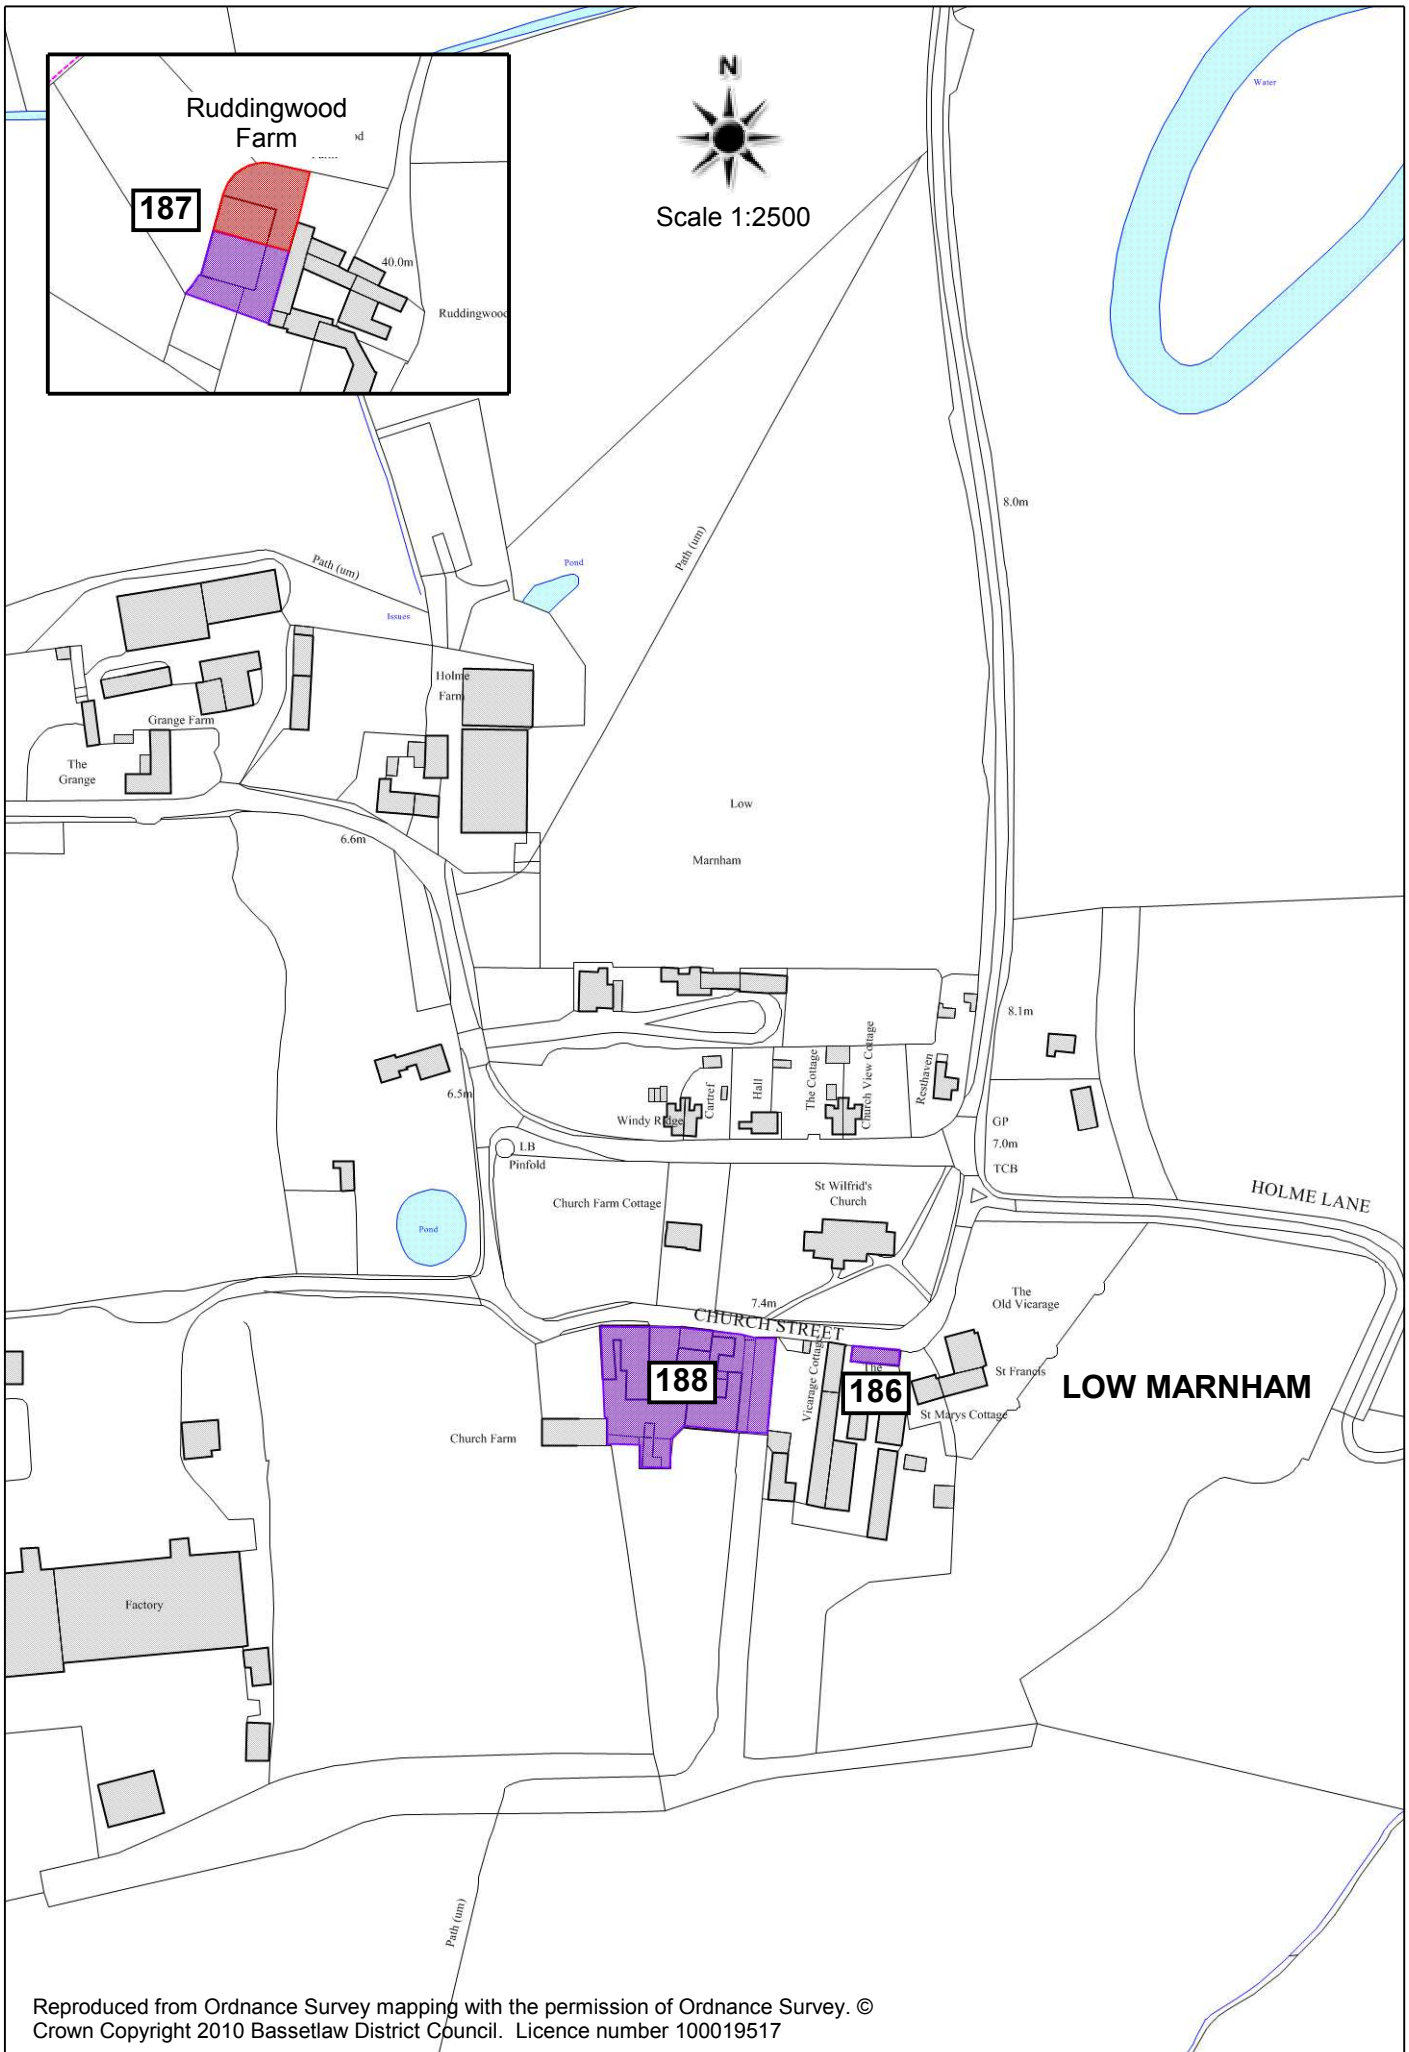 Ruddingwood
Farm
187
40.0m
Ruddingwood
N
Scale 1:2500
Water
8.0m
Path (um)
Path (um)
Pond
Issues
Holme
Farm
Grange Farm
The
Grange
6.6m
Low
Marnham
8.1m
6.5m
Windy Ridge
Cartref
Hall
The Cottage
Church View Cottage
Resthaven
GP
7.0m
TCB
LB
Pinfold
Church Farm Cottage
St Wilfrid's
Church
HOLME LANE
Pond
7.4m
CHURCH STREET
The
Old Vicarage
St Francis
LOW MARNHAM
188
Vicarage Cottage
The
186
St Marys Cottage
Church Farm
Factory
Path (um)
Reproduced from Ordnance Survey mapping with the permission of Ordnance Survey. ©
Crown Copyright 2010 Bassetlaw District Council. Licence number 100019517